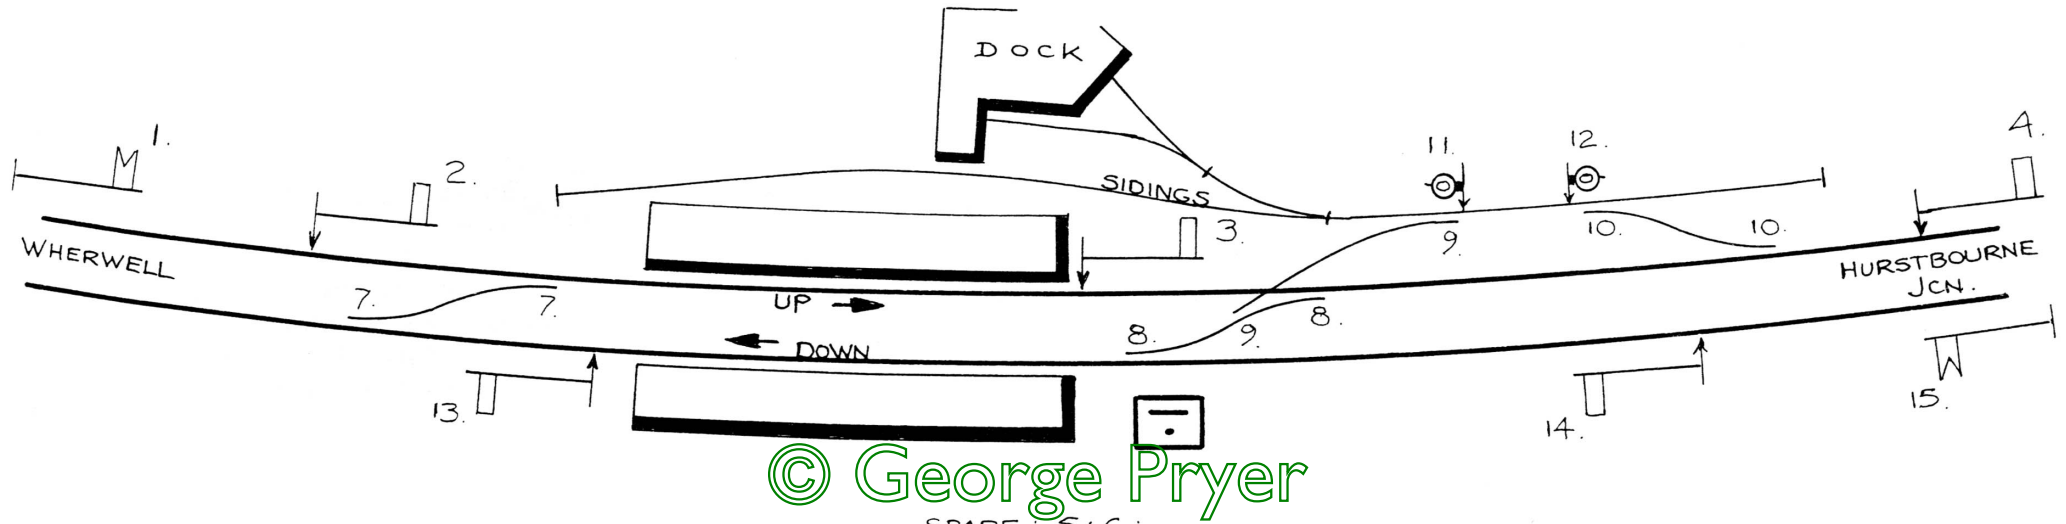 DOCK
1.
2.
SIDINGS
3.
11.
12.
4.
WHERWELL
7.
7.
UP
DOWN
8.
9.
8.
9.
10.
10.
HURSTBOURNE
JCN.
13.
14.
15.
© George Pryer